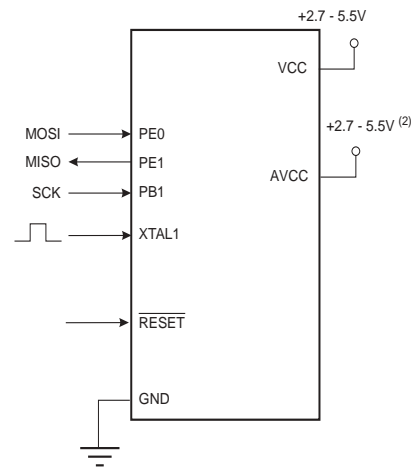 +2.7 - 5.5V
VCC
+2.7 - 5.5V (2)
MOSI PE0
MISO PE1
AVCC
SCK PB1
XTAL1
RESET
GND